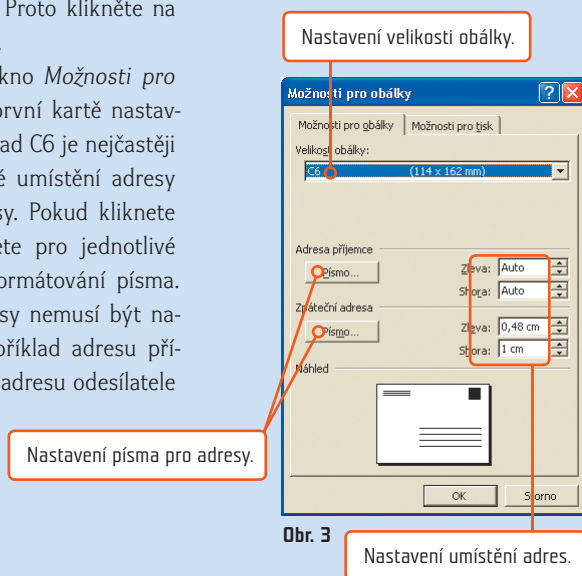 Proto klikněte na
kno Možnosti pro
první kartě nastav-
ad C6 je nejčastěji
é umístění adresy
sy. Pokud kliknete
ete pro jednotlivé
ormátování písma.
sy nemusí být na-
příklad adresu pří-
adresu odesílatele
Nastavení velikosti obálky.
Možnosti pro obálky
Možnosti pro obálky Možnosti pro tisk
Velikost obálky:
C6 (114 x 162 mm)
Adresa příjemce
Písmo... Zleva: Auto
Shora: Auto
Zpáteční adresa
Písmo... Zleva: 0,48 cm
Shora: 1 cm
Náhled
OK Storno
Nastavení písma pro adresy.
Obr. 3
Nastavení umístění adres.